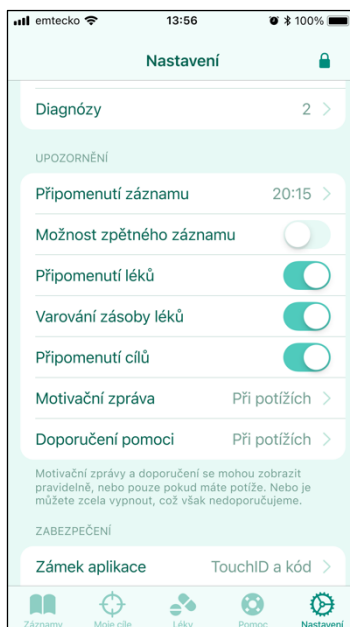 emtecko 13:56 100%
Nastavení
Diagnózy 2
UPOZORNĚNÍ
Připomenutí záznamu 20:15
Možnost zpětného záznamu
Připomenutí léků
Varování zásoby léků
Připomenutí cílů
Motivační zpráva Při potížích
Doporučení pomoci Při potížích
Motivační zprávy a doporučení se mohou zobrazit
pravidelně, nebo pouze pokud máte potíže. Nebo je
můžete zcela vypnout, což však nedoporučujeme.
ZABEZPEČENÍ
Zámek aplikace TouchID a kód
Záznamy Moje cíle Léky Pomoc Nastavení